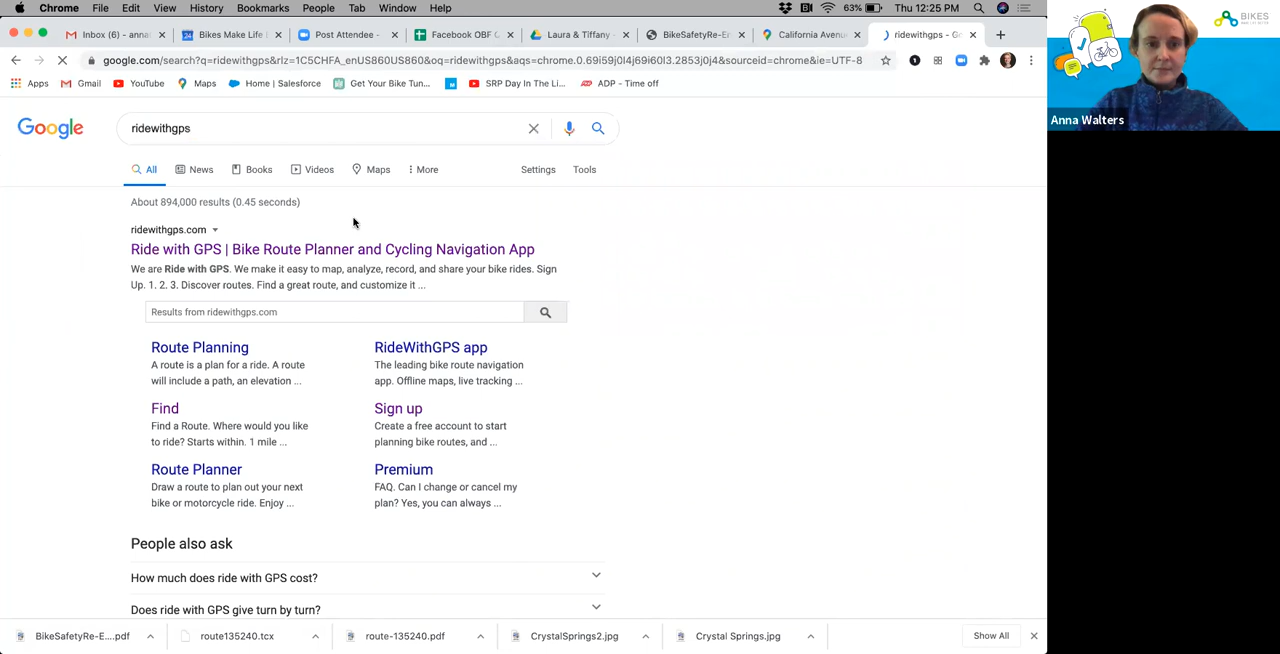 Chrome File Edit View History Bookmarks People Tab Window Help 63% Thu 12:25 PM
Inbox (6) - annat Bikes Make Life Post Attendee - Facebook OBF Laura & Tiffany - BikeSafetyRe-En California Avenu ridewithgps - Go
google.com/search?q=ridewithgps&rlz=1C5CHFA_enUS860US860&oq=ridewithgps&aqs=chrome.0.69i59j0l4j69i60l3.2853j0j4&sourceid=chrome&ie=UTF-8
Apps Gmail YouTube Maps Home | Salesforce Get Your Bike Tun... SRP Day In The Li... ADP - Time off
Google ridewithgps
All News Books Videos Maps More Settings Tools
About 894,000 results (0.45 seconds)
ridewithgps.com
Ride with GPS | Bike Route Planner and Cycling Navigation App
We are Ride with GPS. We make it easy to map, analyze, record, and share your bike rides. Sign
Up. 1. 2. 3. Discover routes. Find a great route, and customize it ...
Results from ridewithgps.com
Route Planning
A route is a plan for a ride. A route
will include a path, an elevation ...
RideWithGPS app
The leading bike route navigation
app. Offline maps, live tracking ...
Find
Find a Route. Where would you like
to ride? Starts within. 1 mile ...
Sign up
Create a free account to start
planning bike routes, and ...
Route Planner
Draw a route to plan out your next
bike or motorcycle ride. Enjoy ...
Premium
FAQ. Can I change or cancel my
plan? Yes, you can always ...
People also ask
How much does ride with GPS cost?
Does ride with GPS give turn by turn?
BikeSafetyRe-E....pdf route135240.tcx route-135240.pdf CrystalSprings2.jpg Crystal Springs.jpg Show All
BIKES
Anna Walters